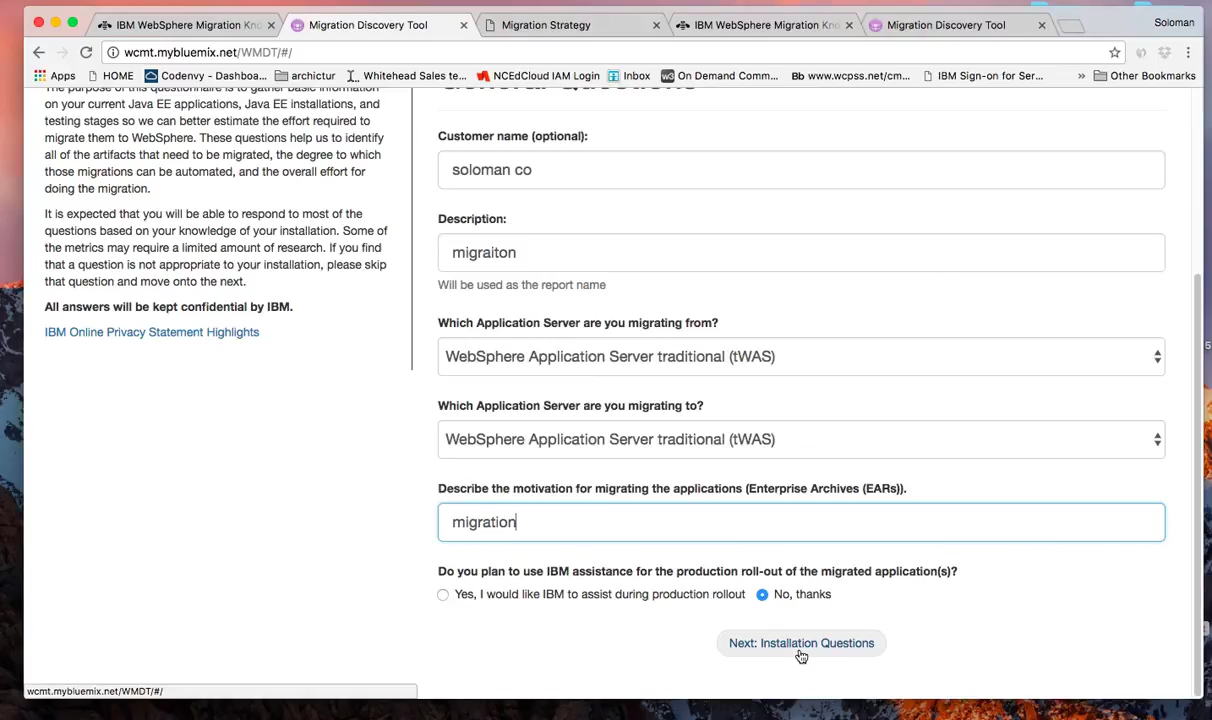 IBM WebSphere Migration Kno
Migration Discovery Tool
Migration Strategy
IBM WebSphere Migration Kno
Migration Discovery Tool
Soloman
wcmt.mybluemix.net/WMDT/#/
Apps
HOME
Codenvy - Dashboa...
archictur
Whitehead Sales te...
NCEdCloud IAM Login
Inbox
w3 On Demand Comm...
Bb www.wcpss.net/cm...
IBM Sign-on for Ser...
» Other Bookmarks
The purpose of this questionnaire is to gather basic information
on your current Java EE applications, Java EE installations, and
testing stages so we can better estimate the effort required to
migrate them to WebSphere. These questions help us to identify
all of the artifacts that need to be migrated, the degree to which
those migrations can be automated, and the overall effort for
doing the migration.
It is expected that you will be able to respond to most of the
questions based on your knowledge of your installation. Some of
the metrics may require a limited amount of research. If you find
that a question is not appropriate to your installation, please skip
that question and move onto the next.
All answers will be kept confidential by IBM.
IBM Online Privacy Statement Highlights
General Questions
Customer name (optional):
soloman co
Description:
migraiton
Will be used as the report name
Which Application Server are you migrating from?
WebSphere Application Server traditional (tWAS)
Which Application Server are you migrating to?
WebSphere Application Server traditional (tWAS)
Describe the motivation for migrating the applications (Enterprise Archives (EARs)).
migration
Do you plan to use IBM assistance for the production roll-out of the migrated application(s)?
Yes, I would like IBM to assist during production rollout
No, thanks
Next: Installation Questions
wcmt.mybluemix.net/WMDT/#/